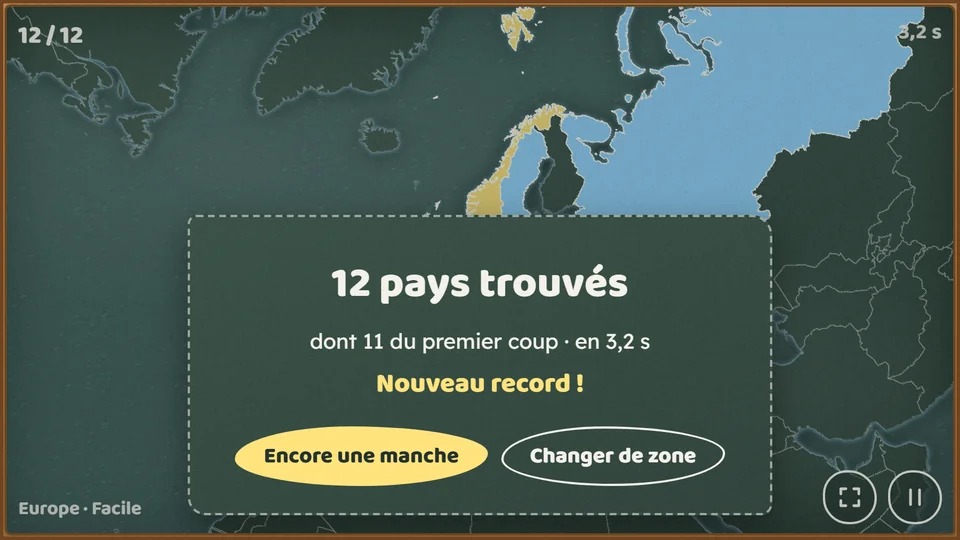 12 / 12
3,2 s
12 pays trouvés
dont 11 du premier coup · en 3,2 s
Nouveau record !
Encore une manche
Changer de zone
Europe · Facile